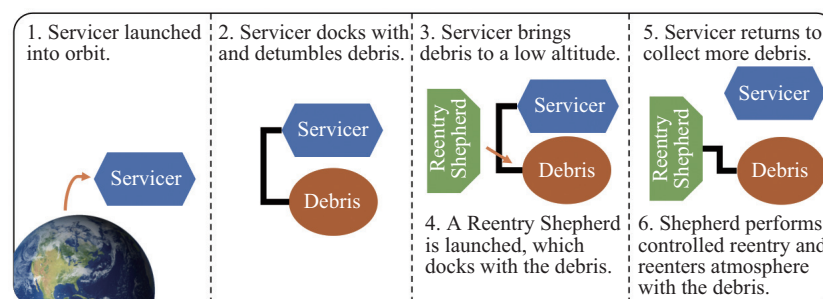 1. Servicer launched
into orbit.
Servicer
2. Servicer docks with
and detumbles debris.
Servicer
Debris
3. Servicer brings
debris to a low altitude.
Reentry
Shepherd
Servicer
Debris
4. A Reentry Shepherd
is launched, which
docks with the debris.
5. Servicer returns to
collect more debris.
Servicer
Reentry
Shepherd
Debris
6. Shepherd performs
controlled reentry and
reenters atmosphere
with the debris.